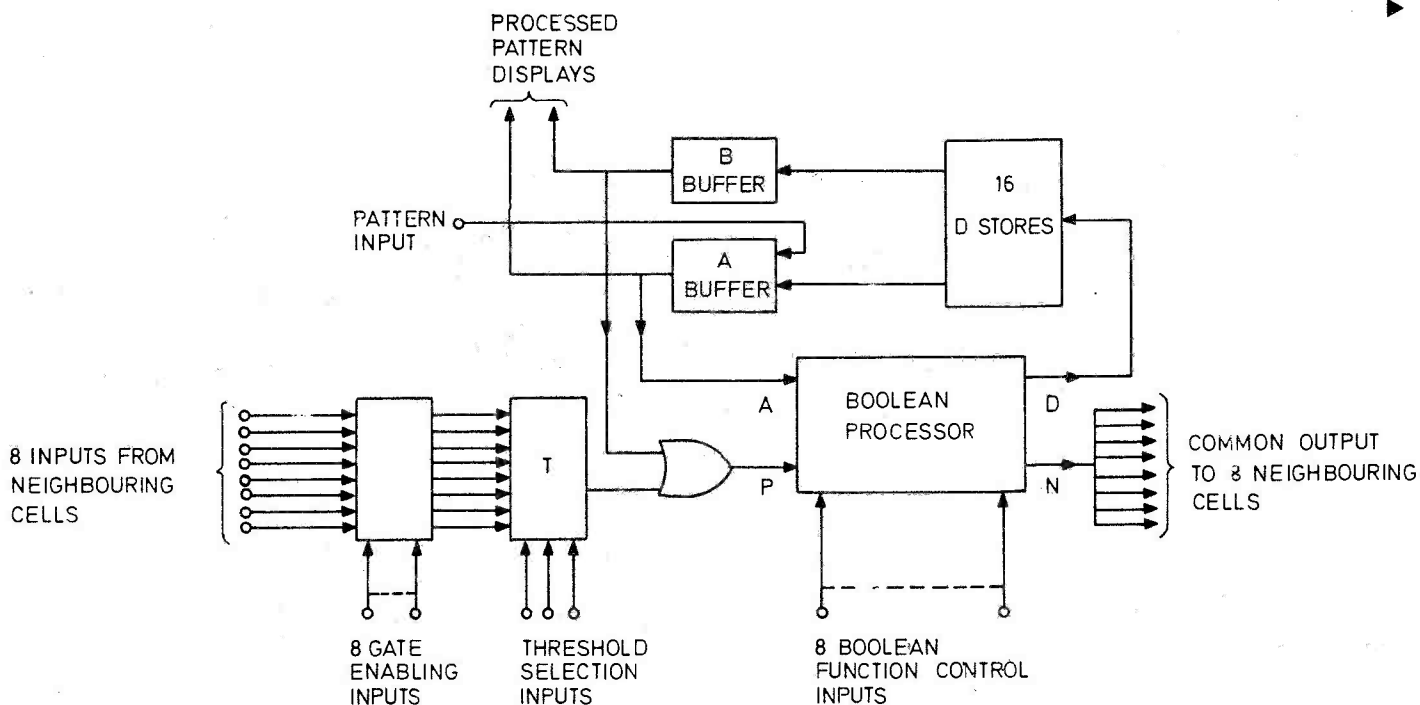 PROCESSED
PATTERN
DISPLAYS
B
BUFFER
16
D STORES
PATTERN
INPUT
A
BUFFER
A
BOOLEAN
PROCESSOR
D
8 INPUTS FROM
NEIGHBOURING
CELLS
T
P
N
COMMON OUTPUT
TO 8 NEIGHBOURING
CELLS
8 GATE
ENABLING
INPUTS
THRESHOLD
SELECTION
INPUTS
8 BOOLEAN
FUNCTION CONTROL
INPUTS